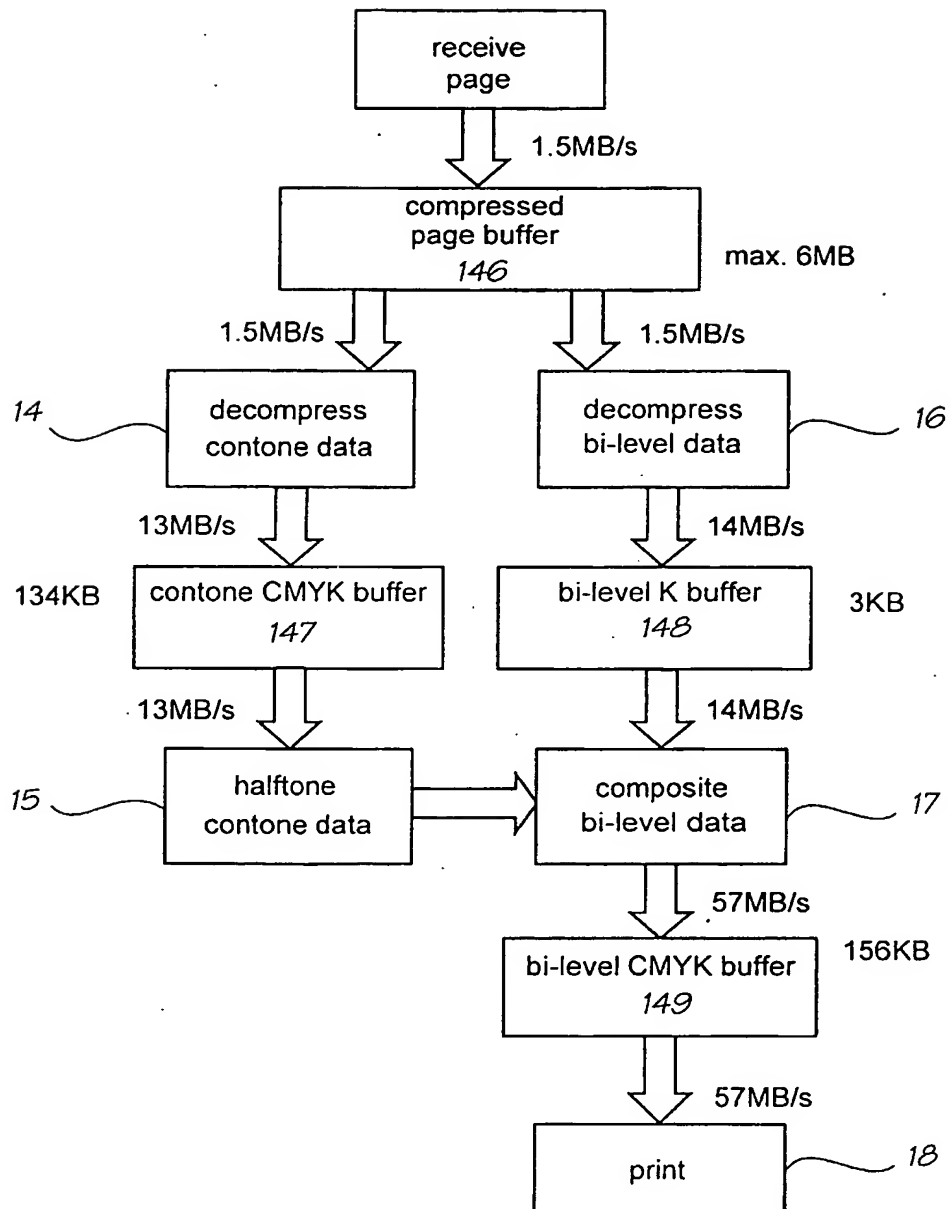 receive
page
1.5MB/s
compressed
page buffer
146
max. 6MB
1.5MB/s
1.5MB/s
14
decompress
contone data
decompress
bi-level data
16
13MB/s
14MB/s
134KB
contone CMYK buffer
147
bi-level K buffer
148
3KB
13MB/s
14MB/s
15
halftone
contone data
composite
bi-level data
17
57MB/s
bi-level CMYK buffer
149
156KB
57MB/s
print
18